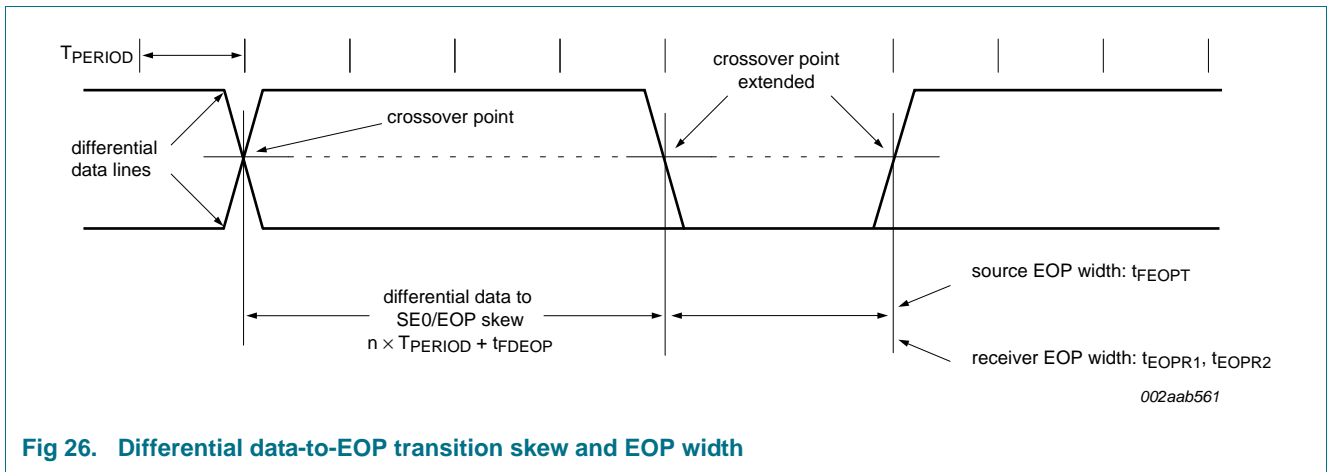 TPERIOD
crossover point
extended
crossover point
differential
data lines
source EOP width: tFEOPT
differential data to
SE0/EOP skew
n × TPERIOD + tFDEOP
receiver EOP width: tEOPR1, tEOPR2
002aab561
Fig 26. Differential data-to-EOP transition skew and EOP width